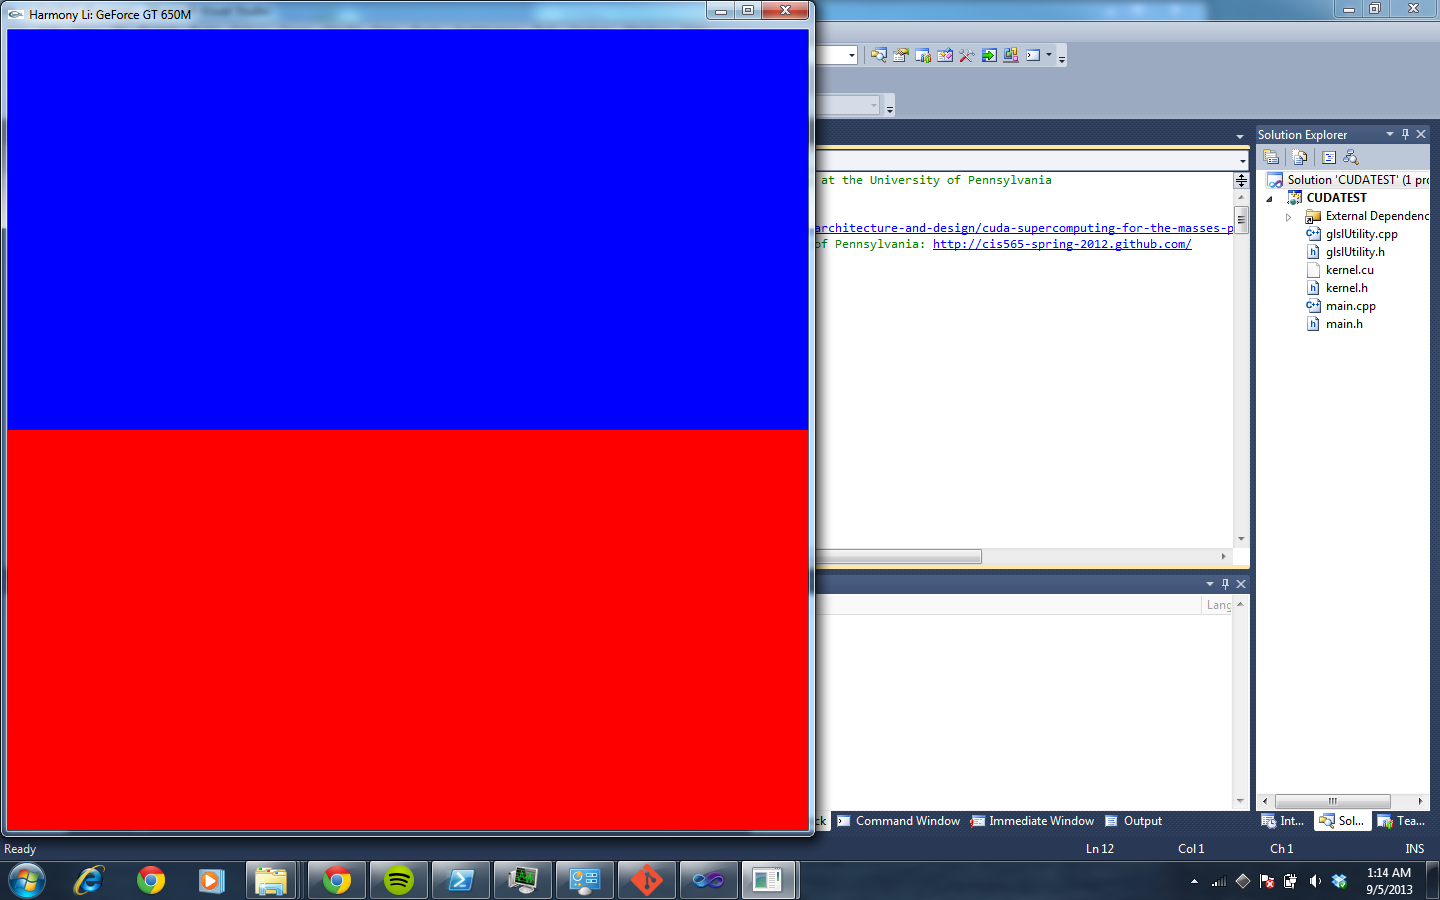 Harmony Li: GeForce GT 650M
Solution Explorer
at the University of Pennsylvania
architecture-and-design/cuda-supercomputing-for-the-masses-p
of Pennsylvania: http://cis565-spring-2012.github.com/
Solution 'CUDATEST' (1 pro
CUDATEST
External Dependenc
glslUtility.cpp
glslUtility.h
kernel.cu
kernel.h
main.cpp
main.h
Lang
ck
Command Window
Immediate Window
Output
Int...
Sol...
Tea...
Ready
Ln 12
Col 1
Ch 1
INS
1:14 AM
9/5/2013